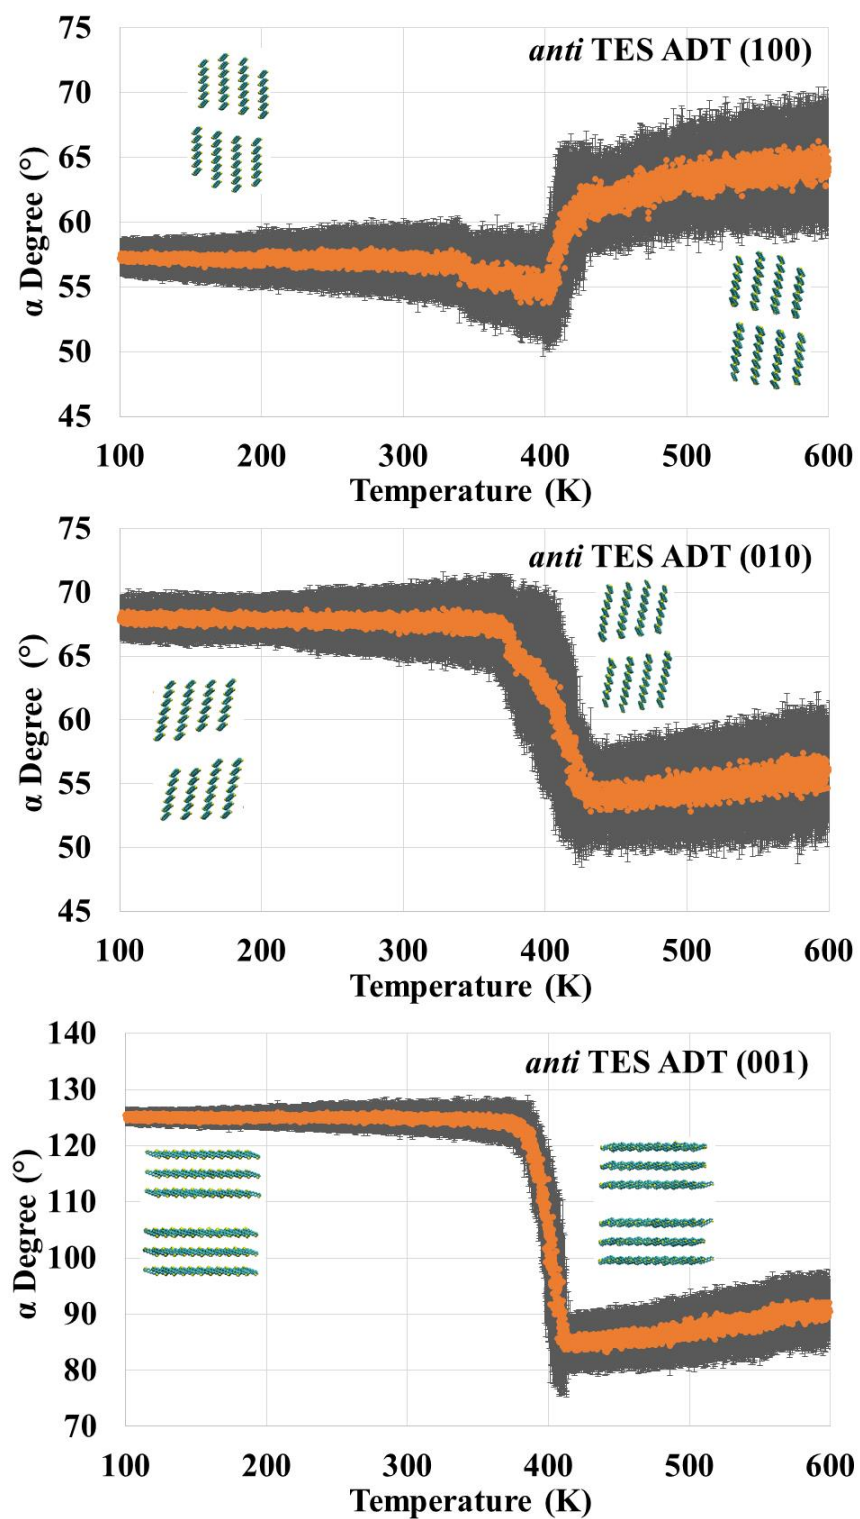 75
anti TES ADT (100)
70
65
60
55
50
45
α Degree (°)
100 200 300 400 500 600
Temperature (K)
75
anti TES ADT (010)
70
65
60
55
50
45
α Degree (°)
100 200 300 400 500 600
Temperature (K)
140
anti TES ADT (001)
130
120
110
100
90
80
70
α Degree (°)
100 200 300 400 500 600
Temperature (K)